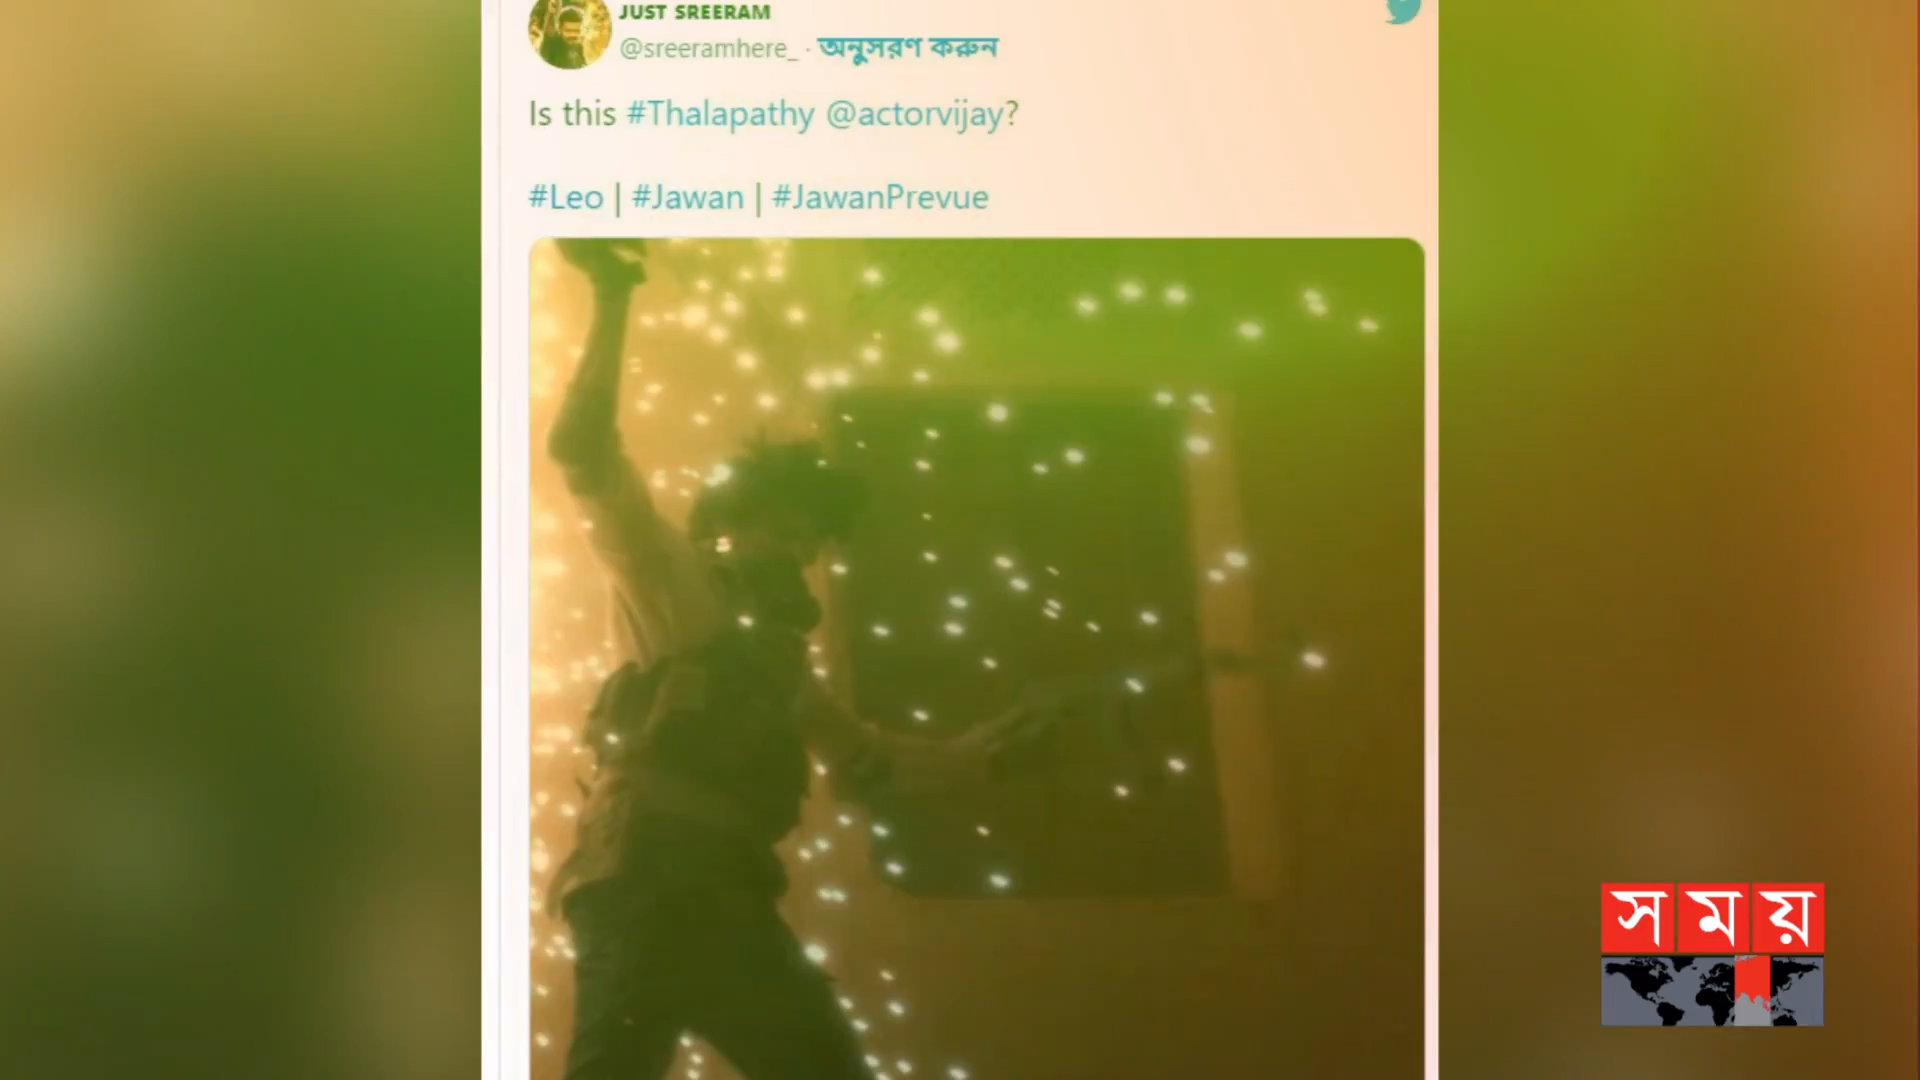 JUST SREERAM
@sreeramhere_ · অনুসরণ করুন
Is this #Thalapathy @actorvijay?
#Leo | #Jawan | #JawanPrevue
সময়